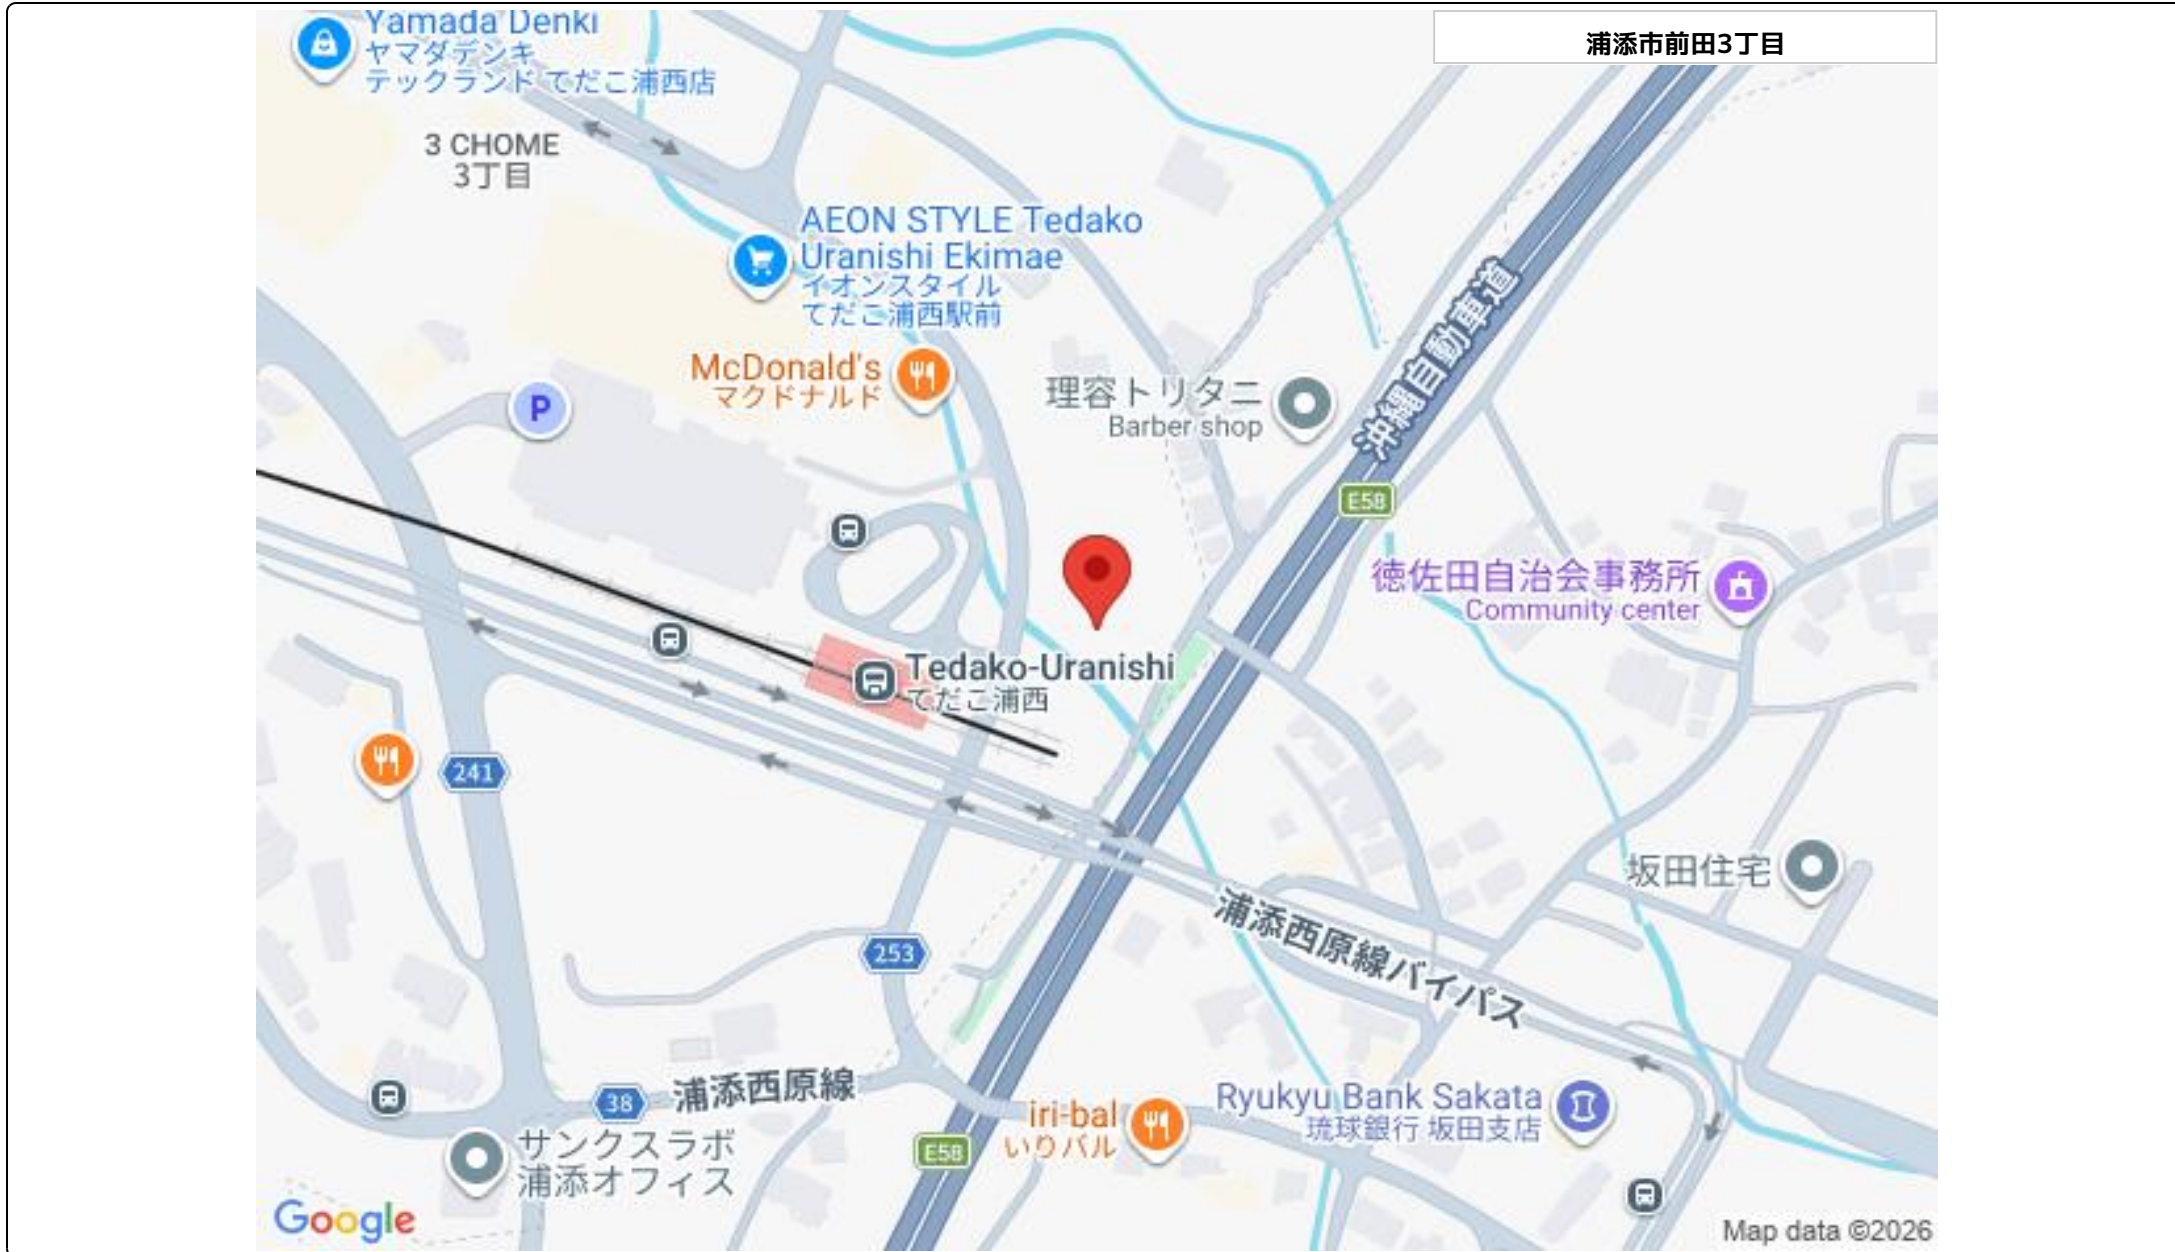 Yamada Denki
ヤマダデンキ
テックランド てだこ浦西店
浦添市前田3丁目
3 CHOME
3丁目
AEON STYLE Tedako
Uranishi Ekimae
イオンスタイル
てだこ浦西駅前
McDonald's
マクドナルド
理容トリタニ
Barber shop
沖縄自動車道
P
E58
徳佐田自治会事務所
Community center
Tedako-Uranishi
てだこ浦西
241
坂田住宅
253
浦添西原線バイパス
38
浦添西原線
iri-bal
いりバル
Ryukyu Bank Sakata
琉球銀行 坂田支店
サンクスラボ
浦添オフィス
E58
Google
Map data ©2026